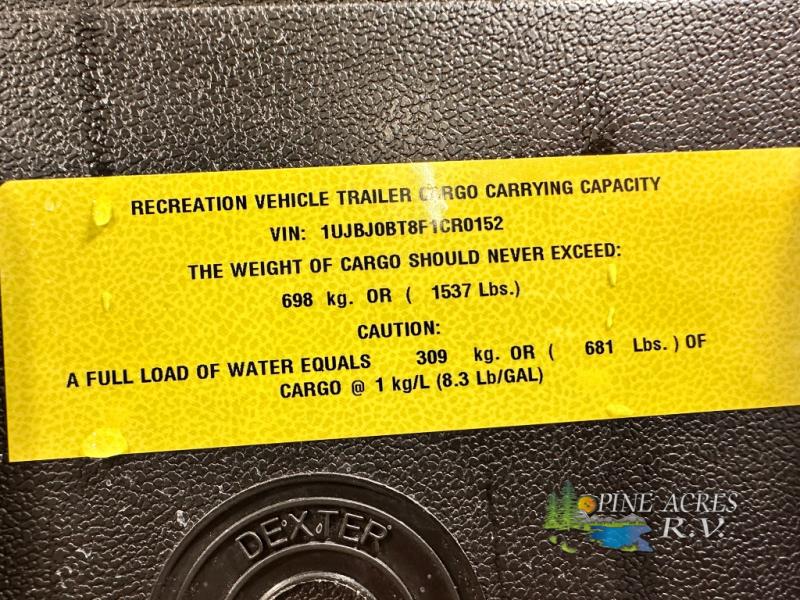 RECREATION VEHICLE TRAILER CARGO CARRYING CAPACITY
VIN: 1UJBJ0BT8F1CR0152
THE WEIGHT OF CARGO SHOULD NEVER EXCEED:
698 kg. OR ( 1537 Lbs.)
CAUTION:
A FULL LOAD OF WATER EQUALS 309 kg. OR ( 681 Lbs. ) OF
CARGO @ 1 kg/L (8.3 Lb/GAL)
DEXTER
PINE ACRES
R.V.